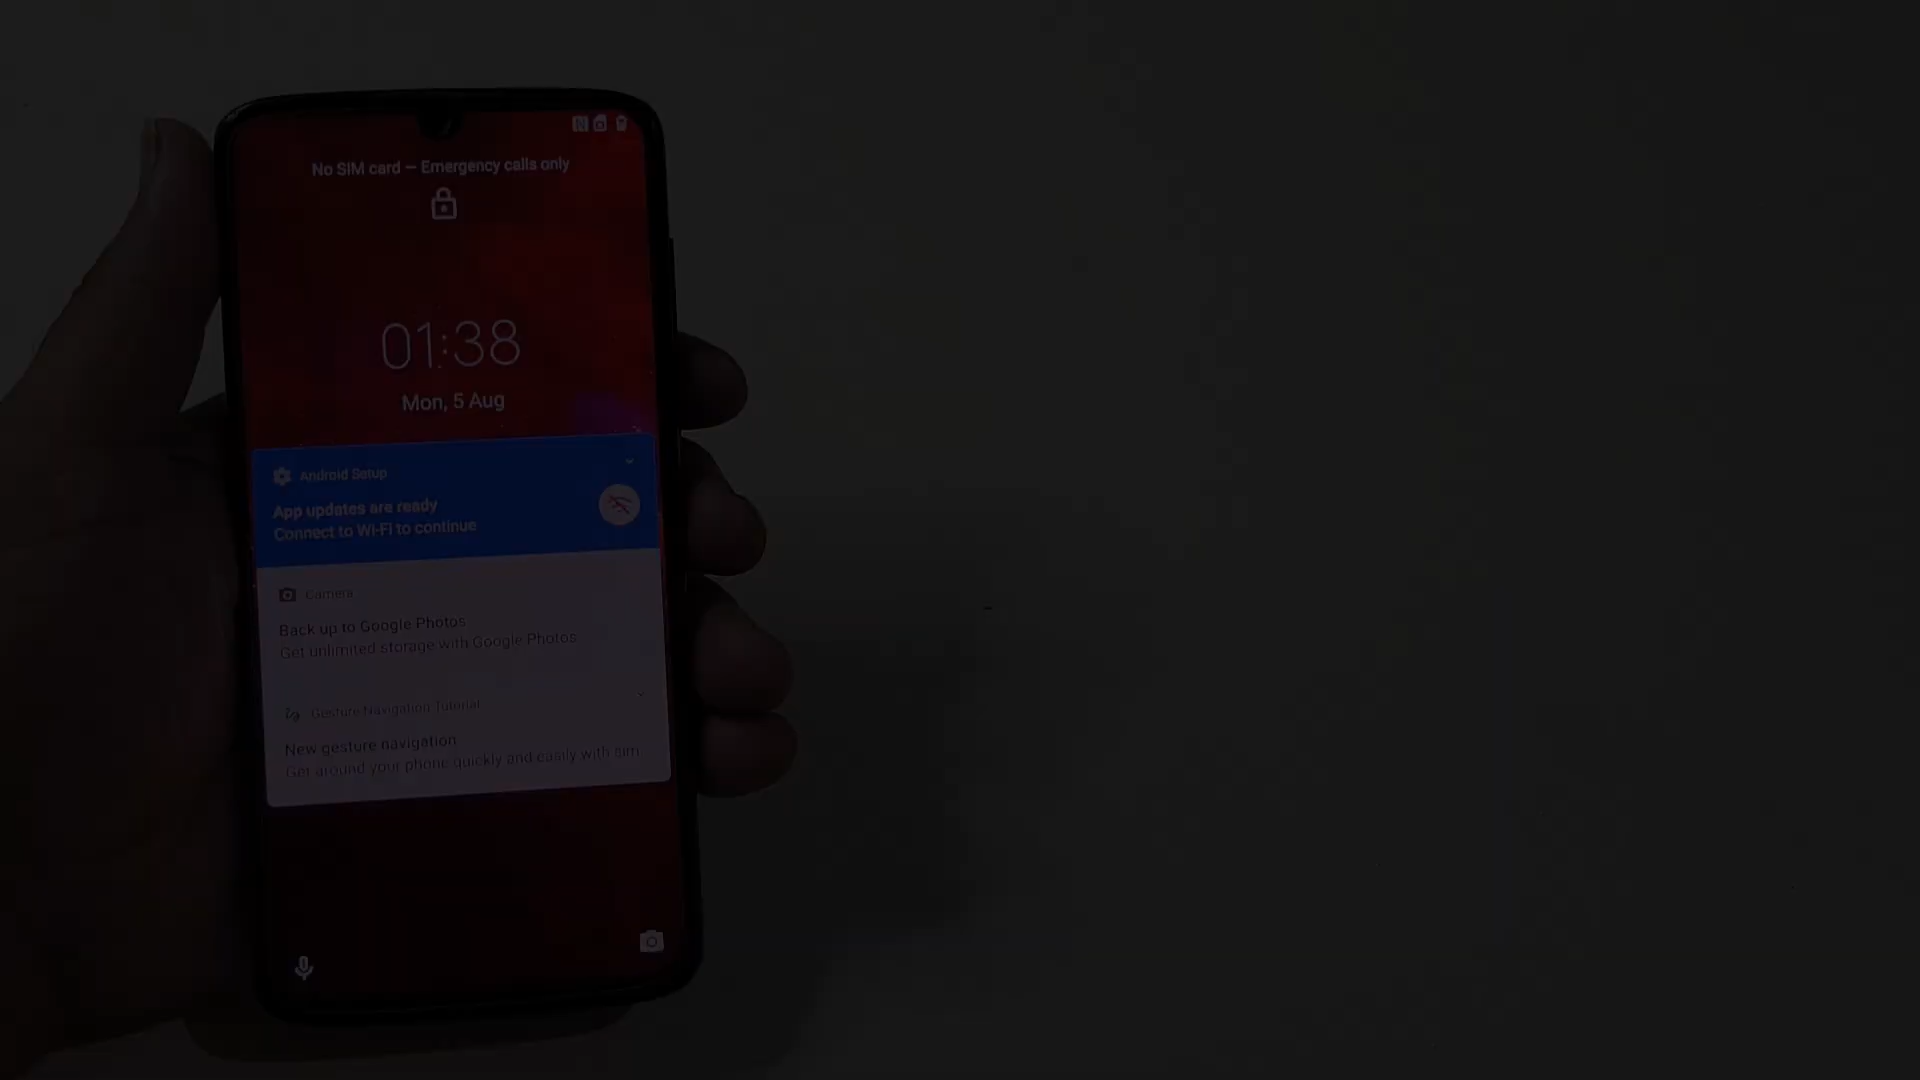 No SIM card — Emergency calls only
01:38
Mon, 5 Aug
Android Setup
App updates are ready
Connect to Wi-Fi to continue
Camera
Back up to Google Photos
Get unlimited storage with Google Photos
Gesture Navigation Tutorial
New gesture navigation
Get around your phone quickly and easily with sim